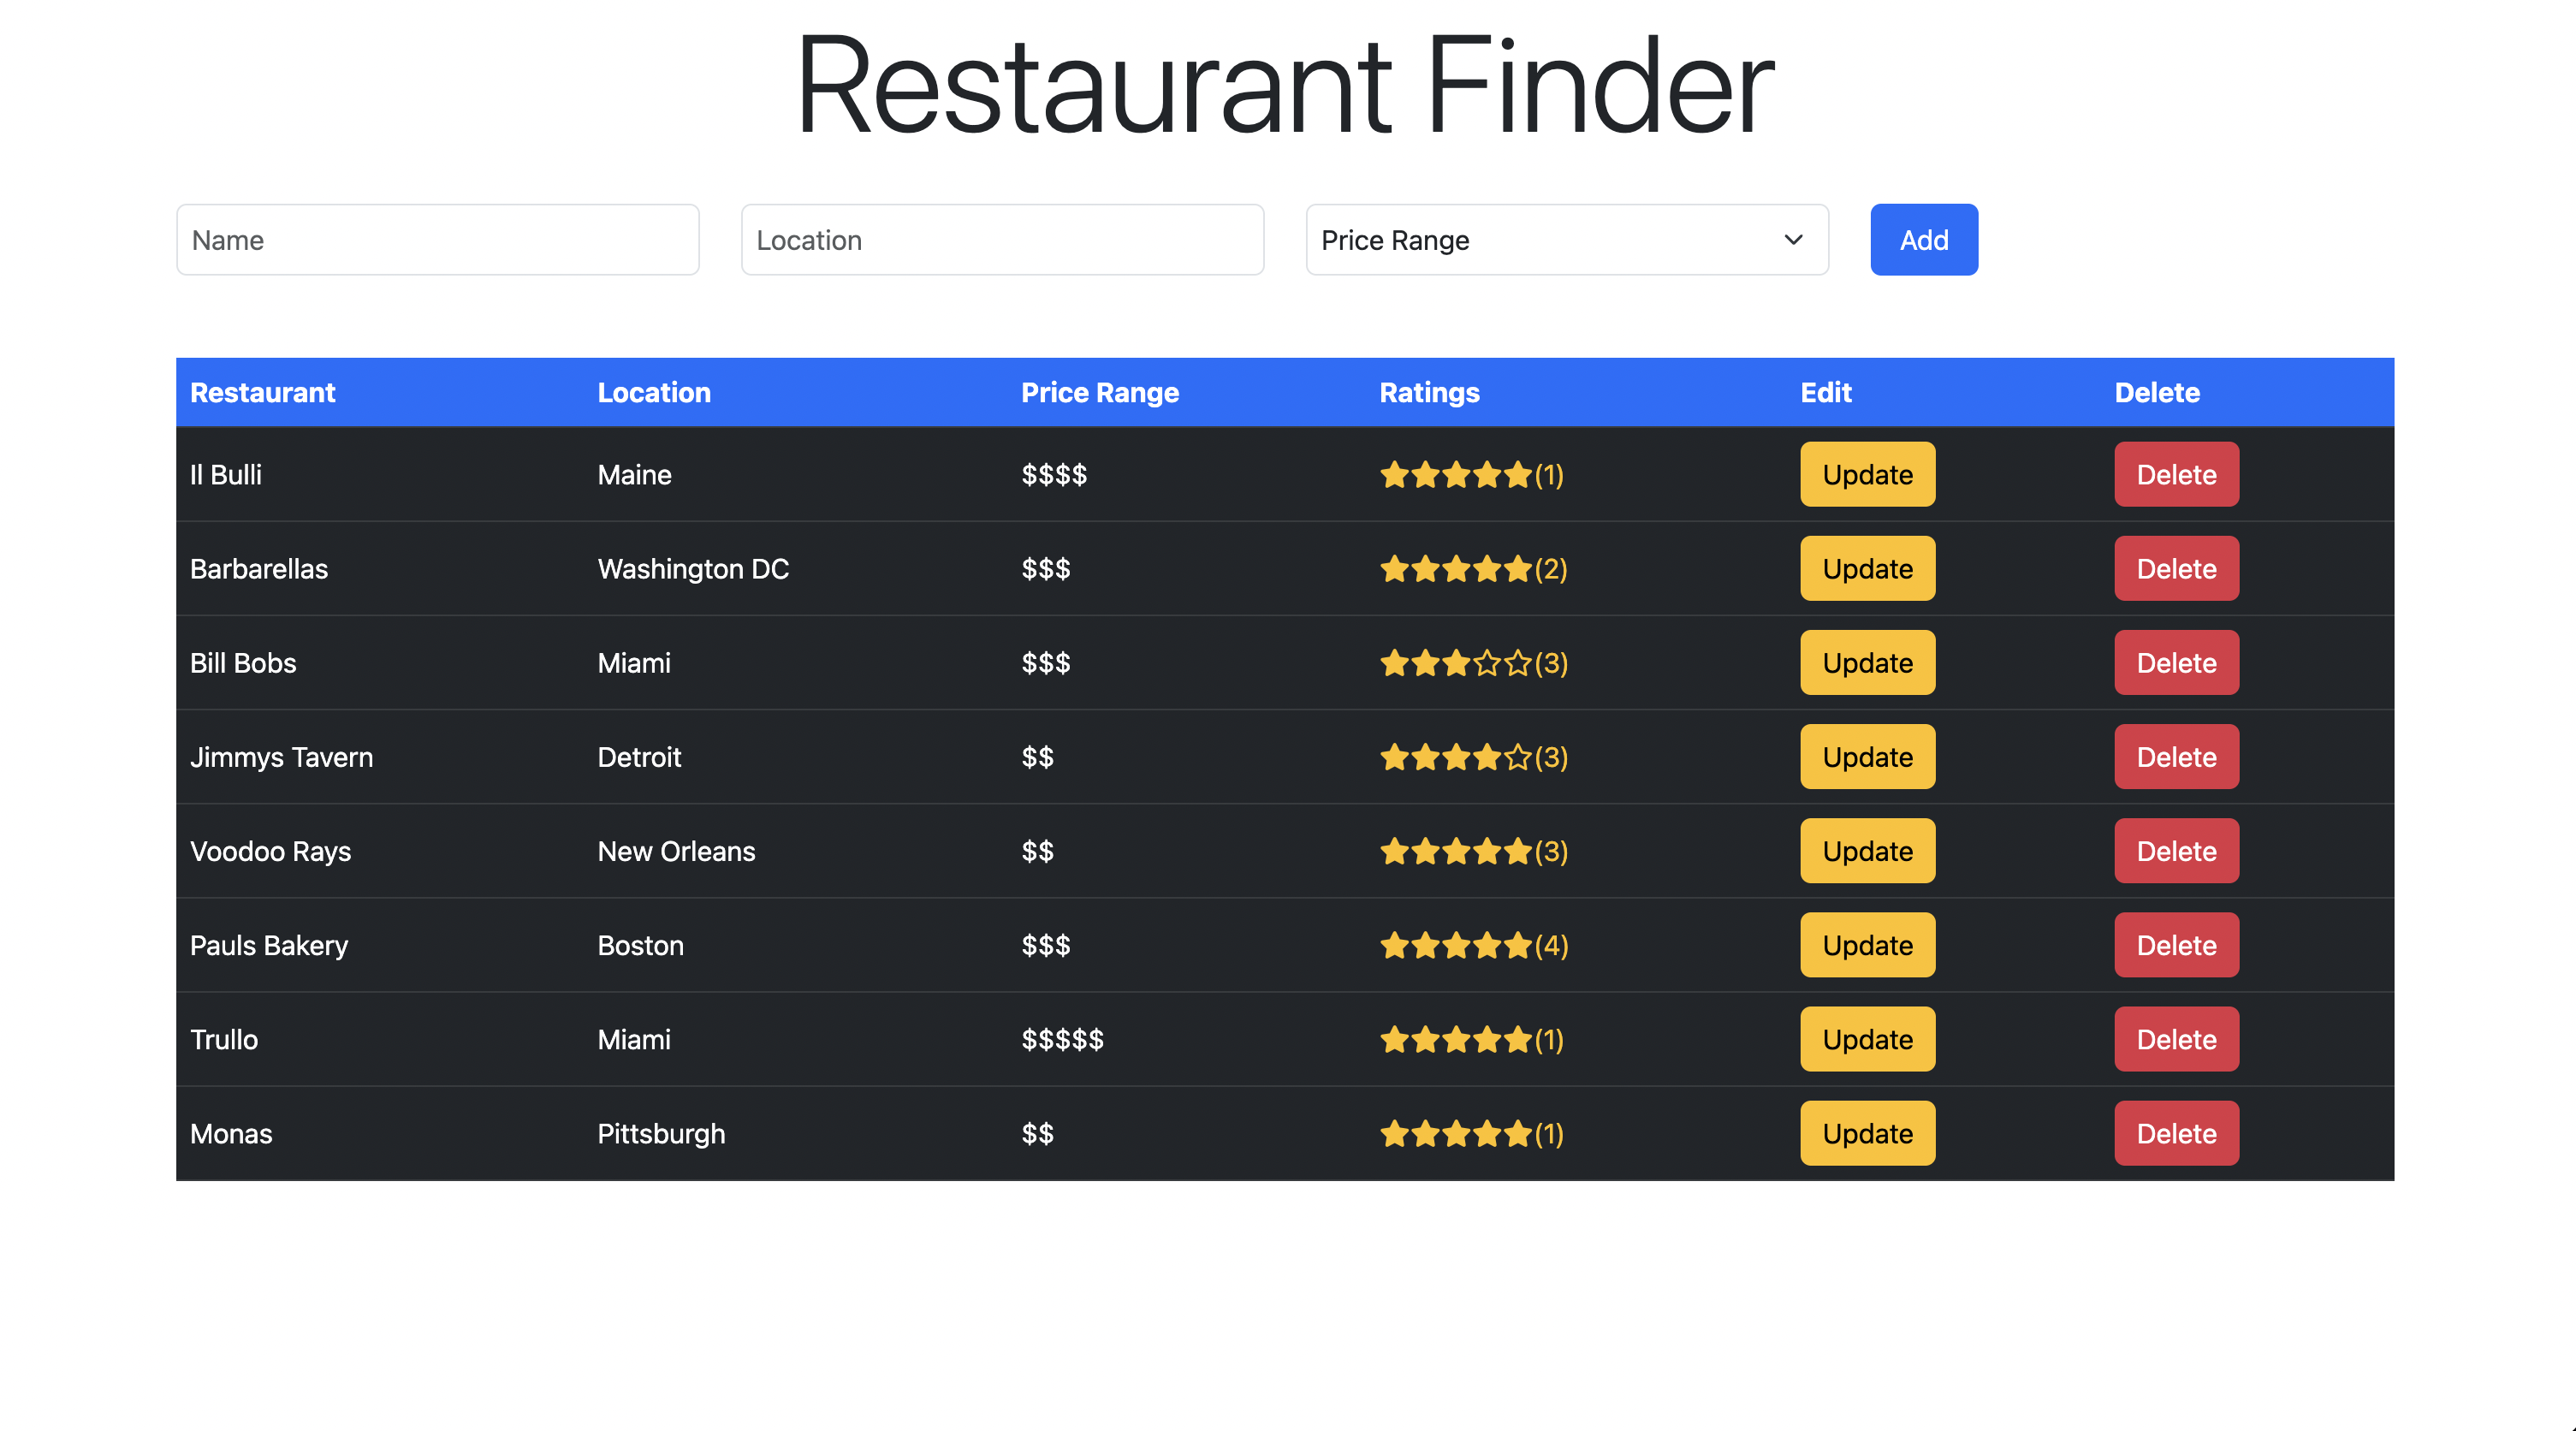 Restaurant Finder
Name Location Price Range Add
Restaurant Location Price Range Ratings Edit Delete
Il Bulli Maine $$$$ ★★★★★(1) Update Delete
Barbarellas Washington DC $$$ ★★★★★(2) Update Delete
Bill Bobs Miami $$$ ★★★☆☆(3) Update Delete
Jimmys Tavern Detroit $$ ★★★★☆(3) Update Delete
Voodoo Rays New Orleans $$ ★★★★★(3) Update Delete
Pauls Bakery Boston $$$ ★★★★★(4) Update Delete
Trullo Miami $$$$$ ★★★★★(1) Update Delete
Monas Pittsburgh $$ ★★★★★(1) Update Delete